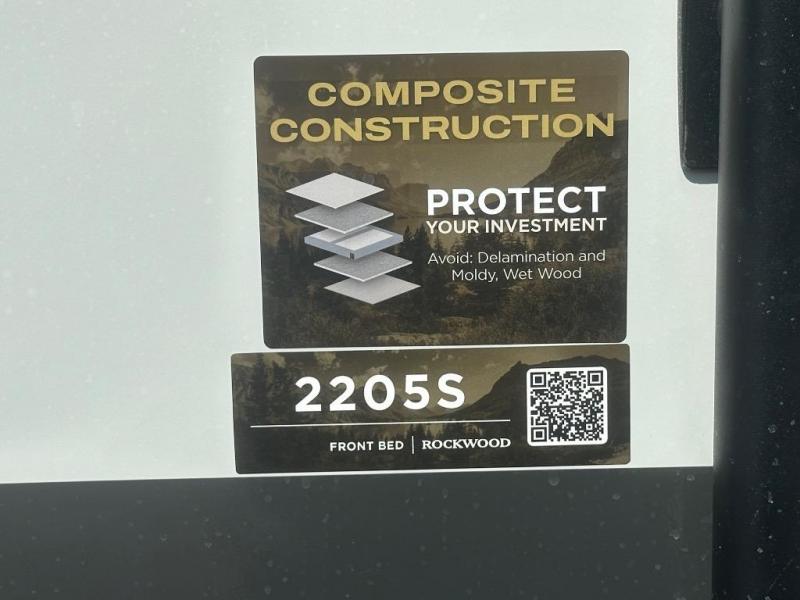 COMPOSITE
CONSTRUCTION
PROTECT
YOUR INVESTMENT
Avoid: Delamination and
Moldy, Wet Wood
2205S
FRONT BED | ROCKWOOD